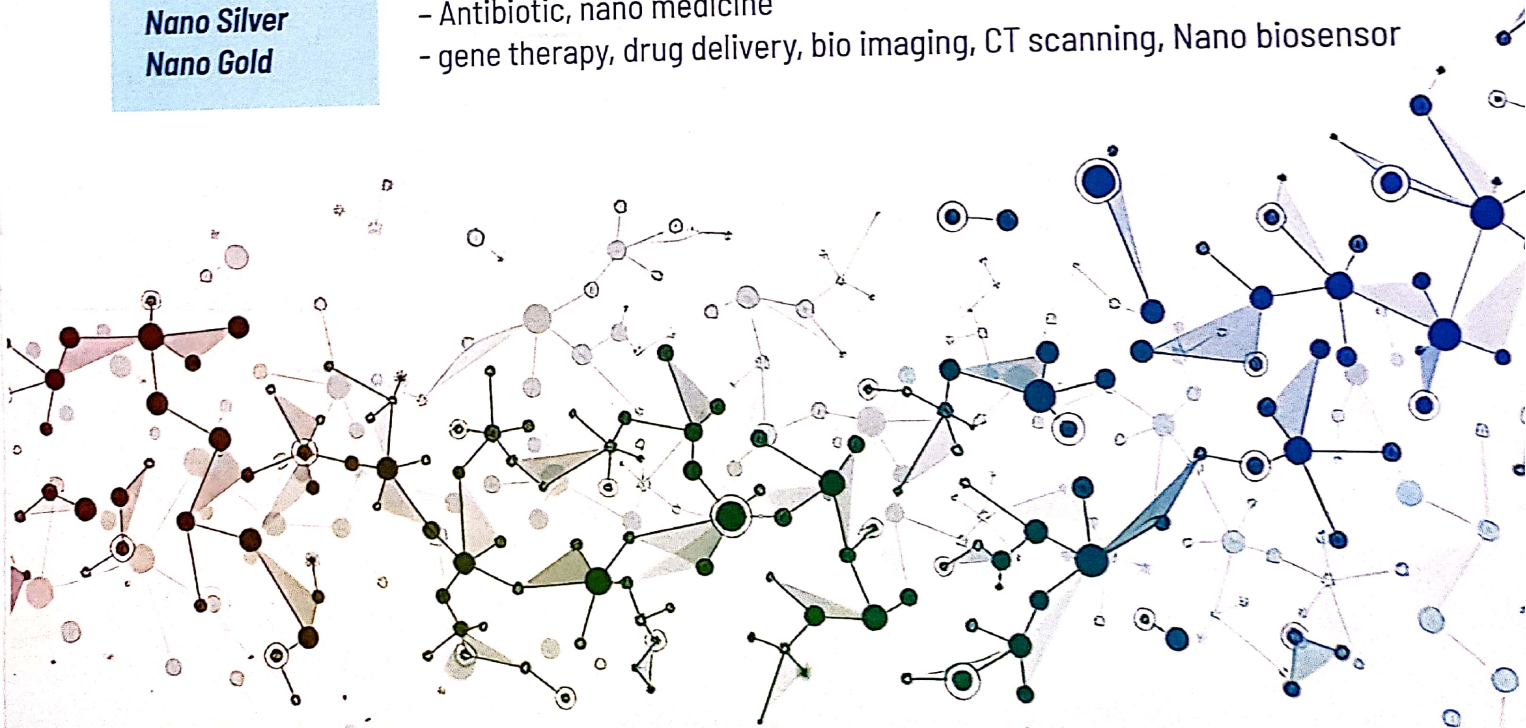 Nano Silver – Antibiotic, nano medicine
Nano Gold – gene therapy, drug delivery, bio imaging, CT scanning, Nano biosensor